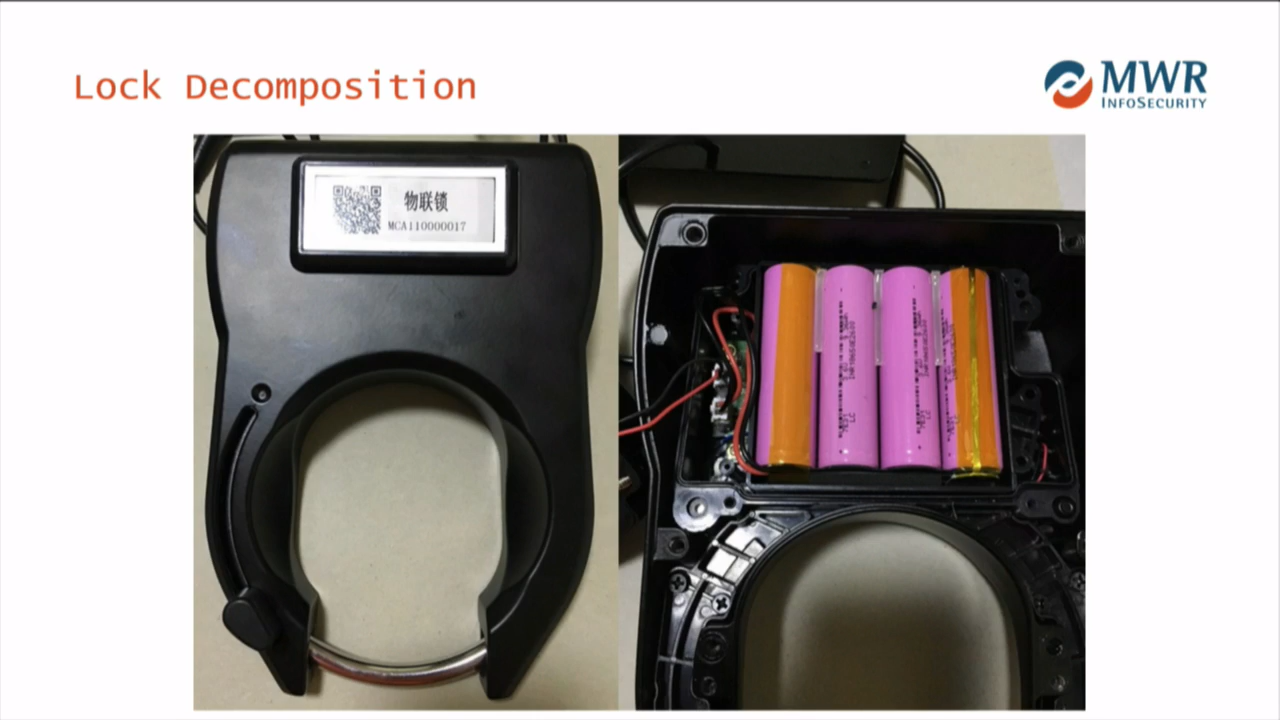 Lock Decomposition
MWR
INFOSECURITY
物联锁
MCA110000017